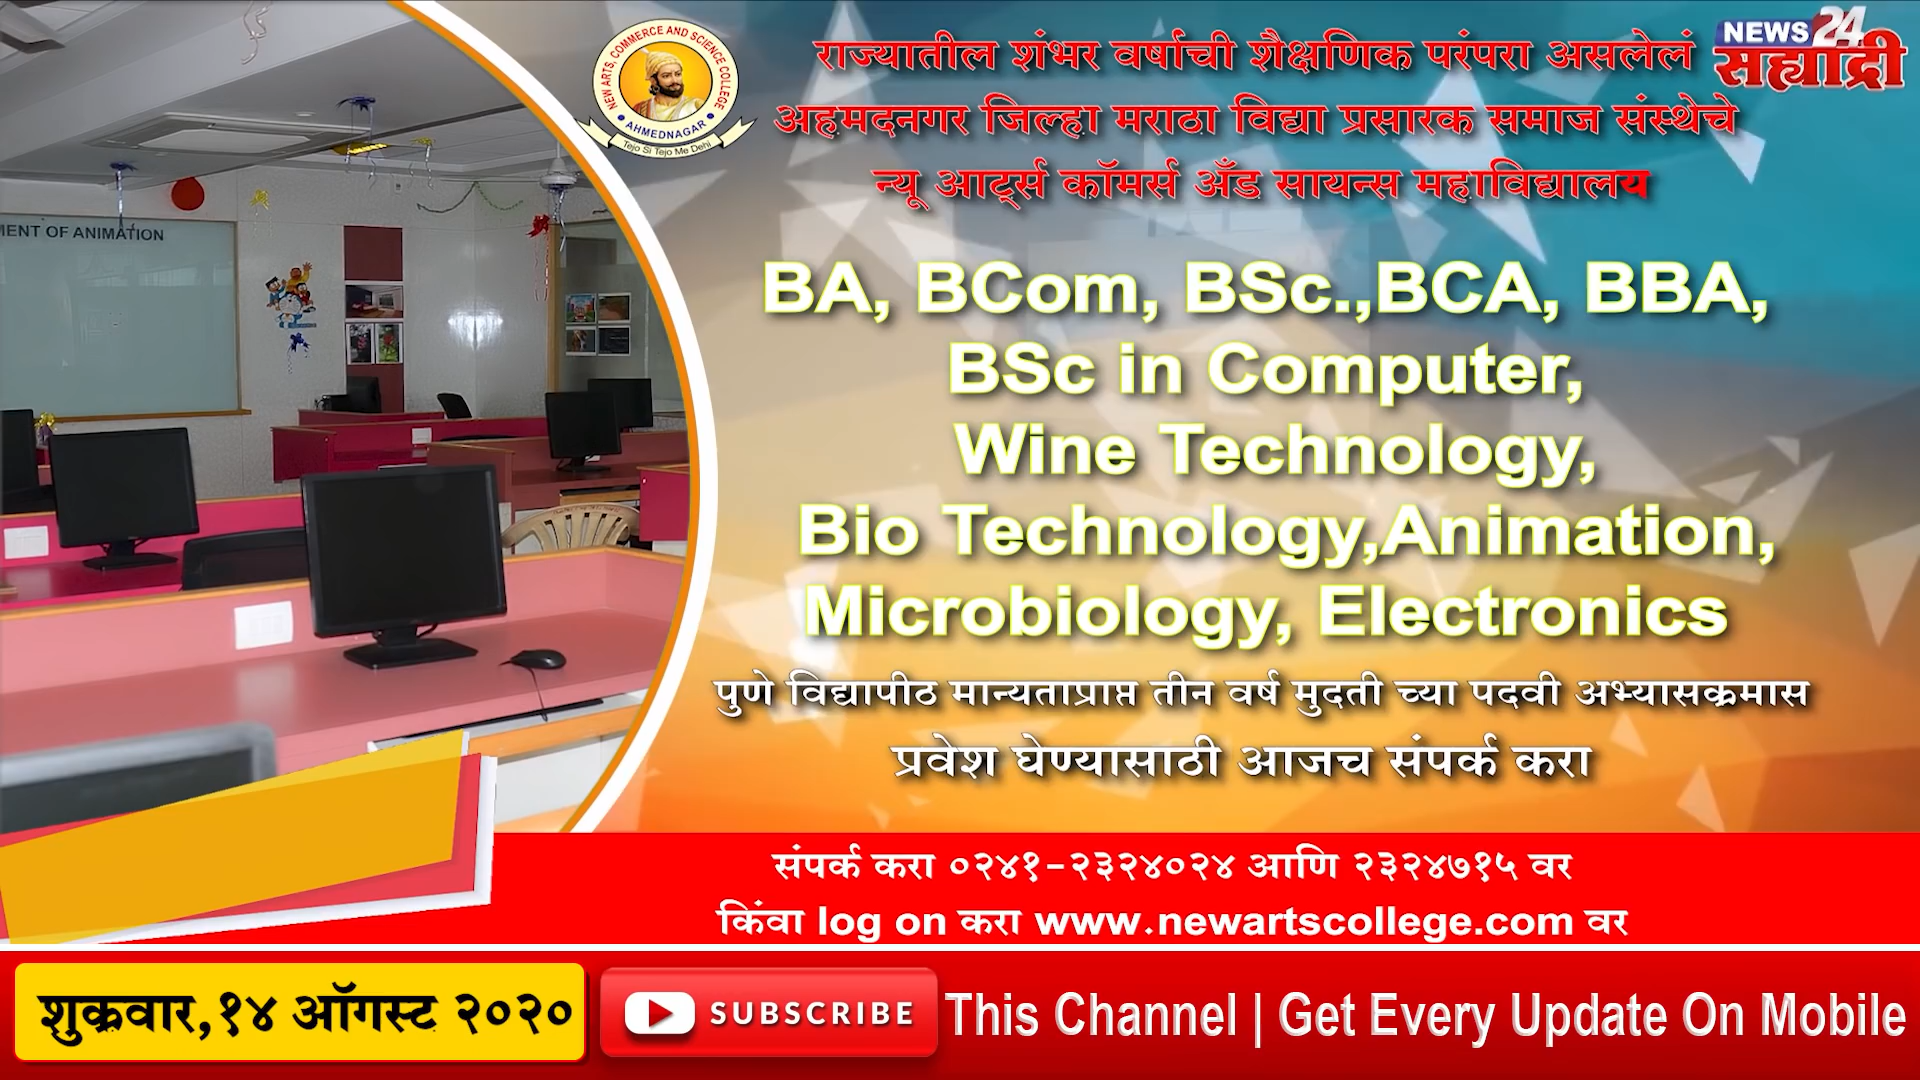 NEW ARTS, COMMERCE AND SCIENCE COLLEGE
• AHMEDNAGAR •
Tejo Si Tejo Me Dehi
NEWS 24
सह्याद्री
राज्यातील शंभर वर्षाची शैक्षणिक परंपरा असलेलं
अहमदनगर जिल्हा मराठा विद्या प्रसारक समाज संस्थेचे
न्यू आर्ट्स कॉमर्स अँड सायन्स महाविद्यालय
MENT OF ANIMATION
BA, BCom, BSc.,BCA, BBA,
BSc in Computer,
Wine Technology,
Bio Technology,Animation,
Microbiology, Electronics
पुणे विद्यापीठ मान्यताप्राप्त तीन वर्ष मुदती च्या पदवी अभ्यासक्रमास
प्रवेश घेण्यासाठी आजच संपर्क करा
संपर्क करा ०२४१-२३२४०२४ आणि २३२४७१५ वर
किंवा log on करा www.newartscollege.com वर
शुक्रवार,१४ ऑगस्ट २०२०
SUBSCRIBE This Channel | Get Every Update On Mobile